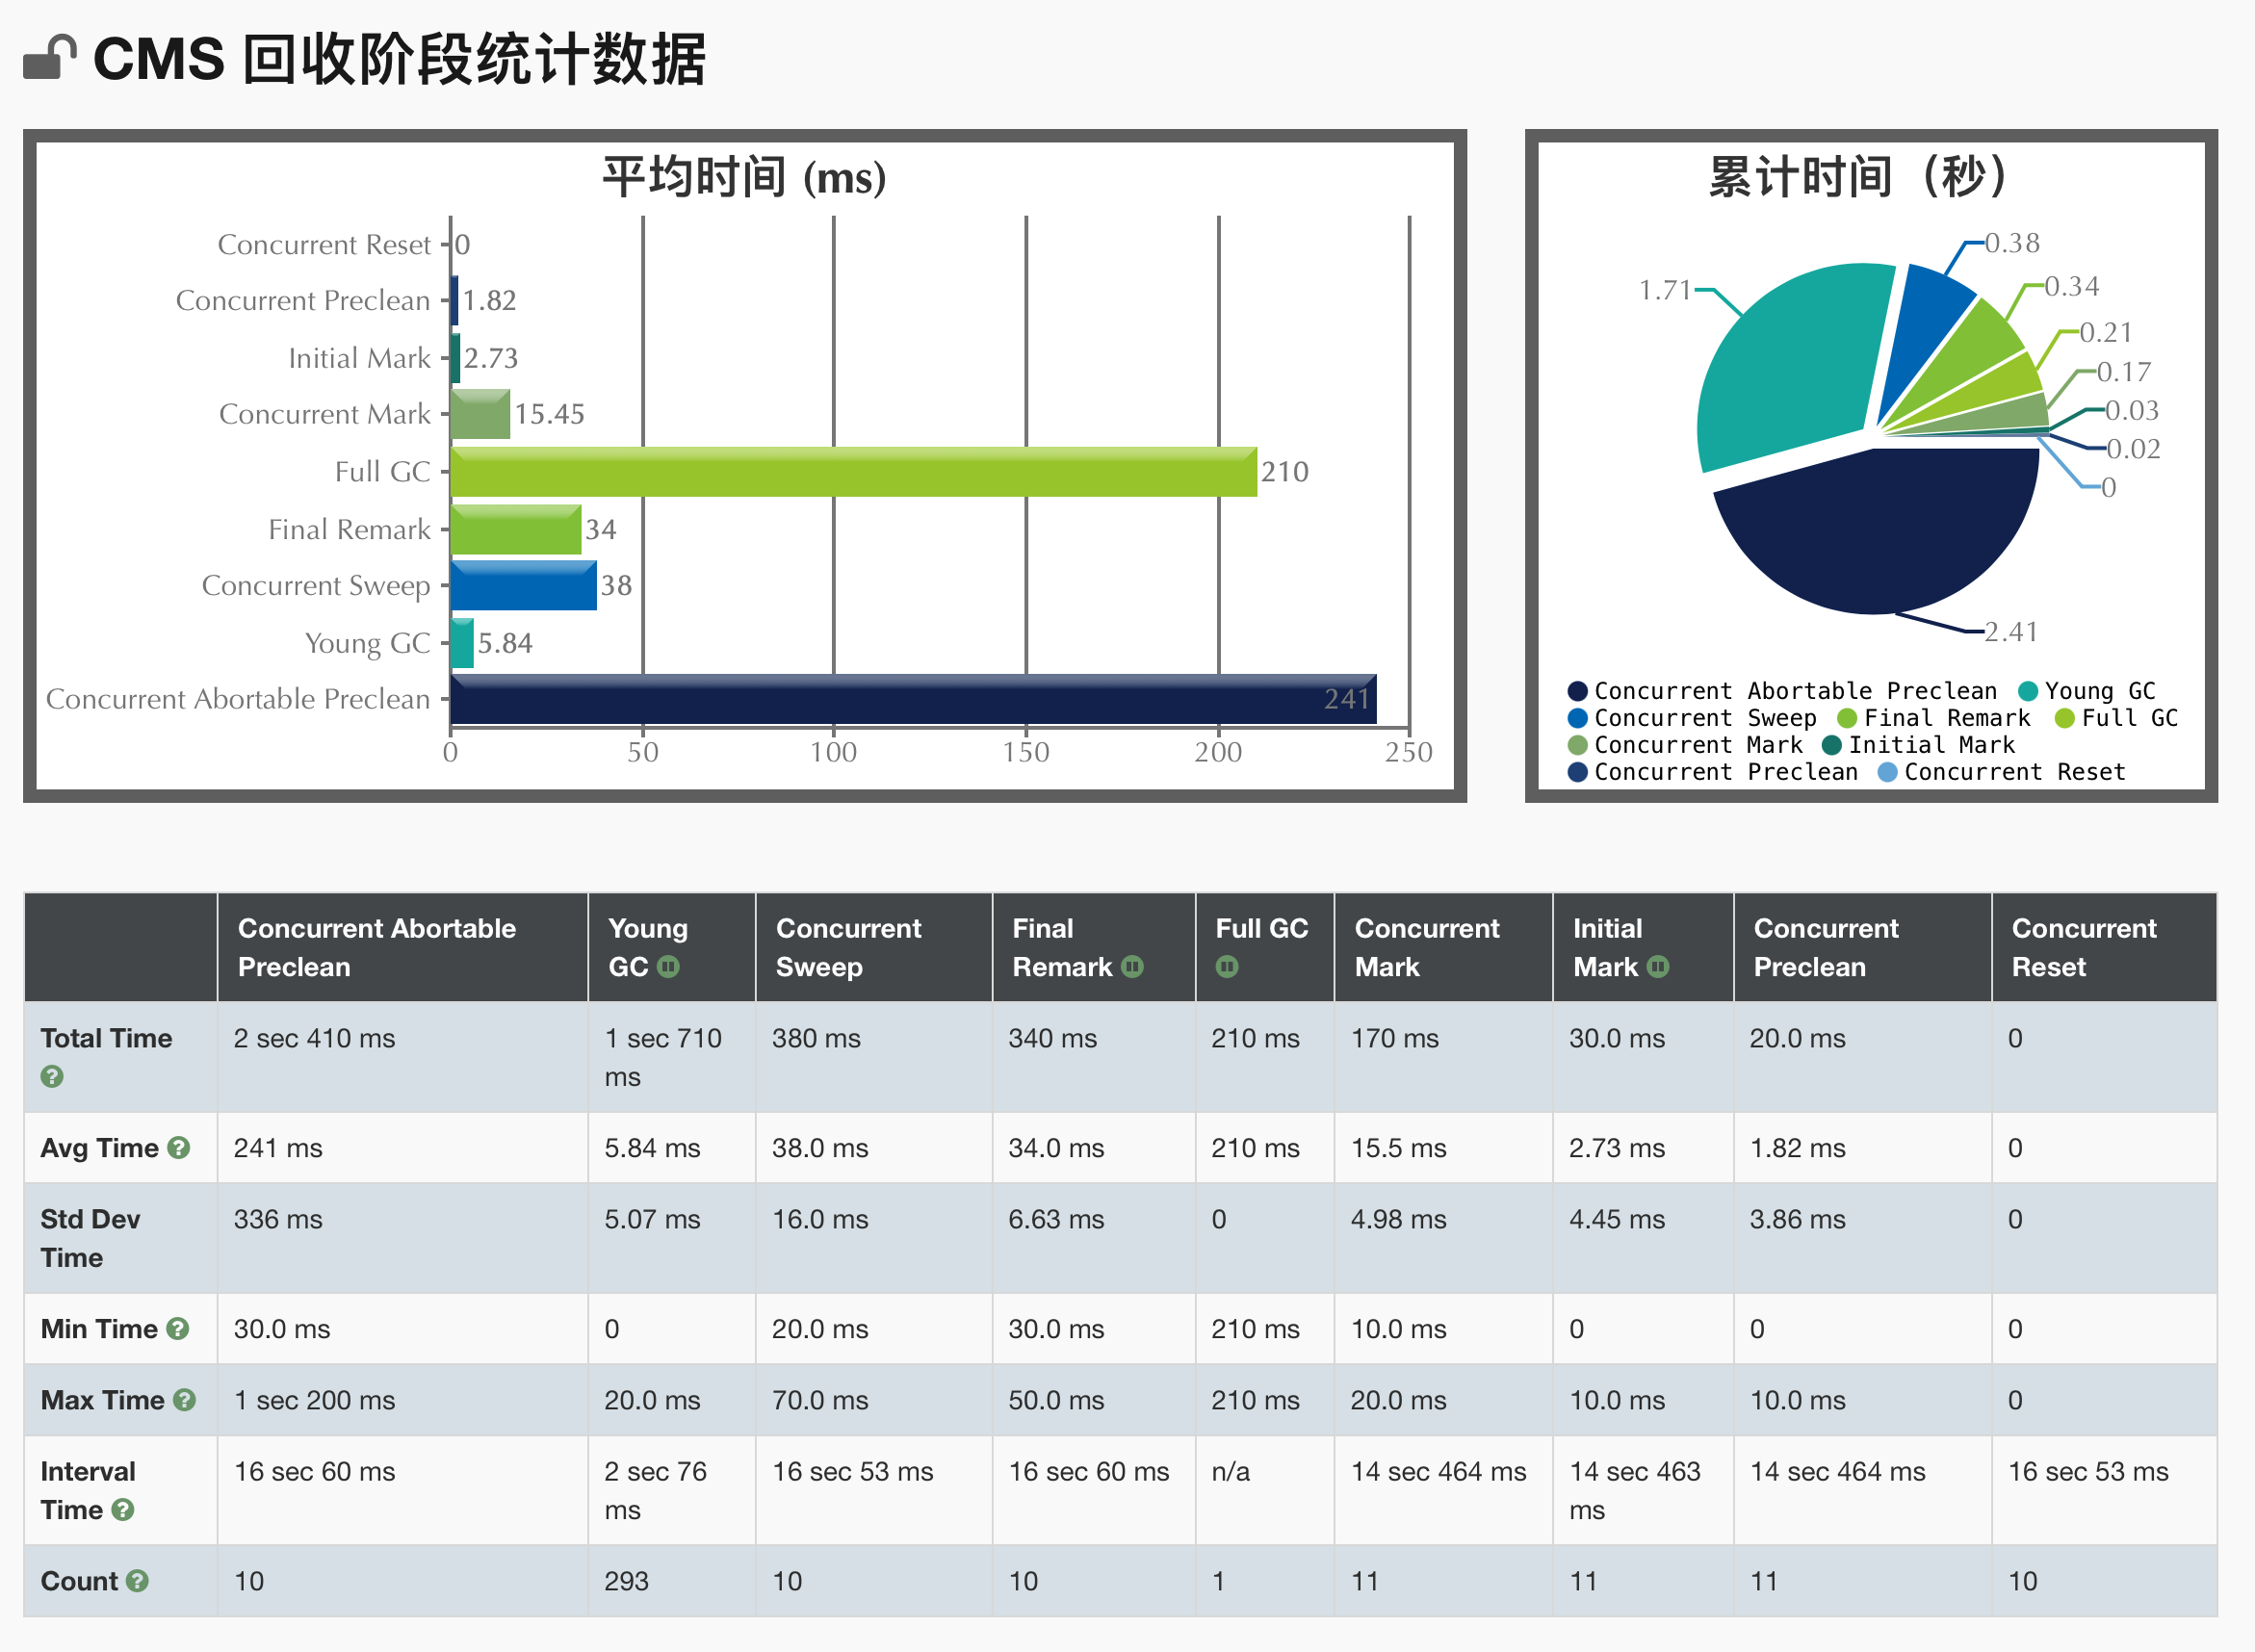 CMS 回收阶段统计数据
平均时间 (ms)
Concurrent Reset 0
Concurrent Preclean 1.82
Initial Mark 2.73
Concurrent Mark 15.45
Full GC 210
Final Remark 34
Concurrent Sweep 38
Young GC 5.84
Concurrent Abortable Preclean 241
0 50 100 150 200 250
累计时间（秒）
0.38
1.71
0.34
0.21
0.17
0.03
0.02
0
2.41
Concurrent Abortable Preclean Young GC
Concurrent Sweep Final Remark Full GC
Concurrent Mark Initial Mark
Concurrent Preclean Concurrent Reset
Concurrent Abortable Young Concurrent Final Full GC Concurrent Initial Concurrent Concurrent
Preclean GC Sweep Remark Mark Mark Preclean Reset
Total Time 2 sec 410 ms 1 sec 710 380 ms 340 ms 210 ms 170 ms 30.0 ms 20.0 ms 0
? ms
Avg Time ? 241 ms 5.84 ms 38.0 ms 34.0 ms 210 ms 15.5 ms 2.73 ms 1.82 ms 0
Std Dev 336 ms 5.07 ms 16.0 ms 6.63 ms 0 4.98 ms 4.45 ms 3.86 ms 0
Time
Min Time ? 30.0 ms 0 20.0 ms 30.0 ms 210 ms 10.0 ms 0 0 0
Max Time ? 1 sec 200 ms 20.0 ms 70.0 ms 50.0 ms 210 ms 20.0 ms 10.0 ms 10.0 ms 0
Interval 16 sec 60 ms 2 sec 76 16 sec 53 ms 16 sec 60 ms n/a 14 sec 464 ms 14 sec 463 14 sec 464 ms 16 sec 53 ms
Time ? ms ms
Count ? 10 293 10 10 1 11 11 11 10